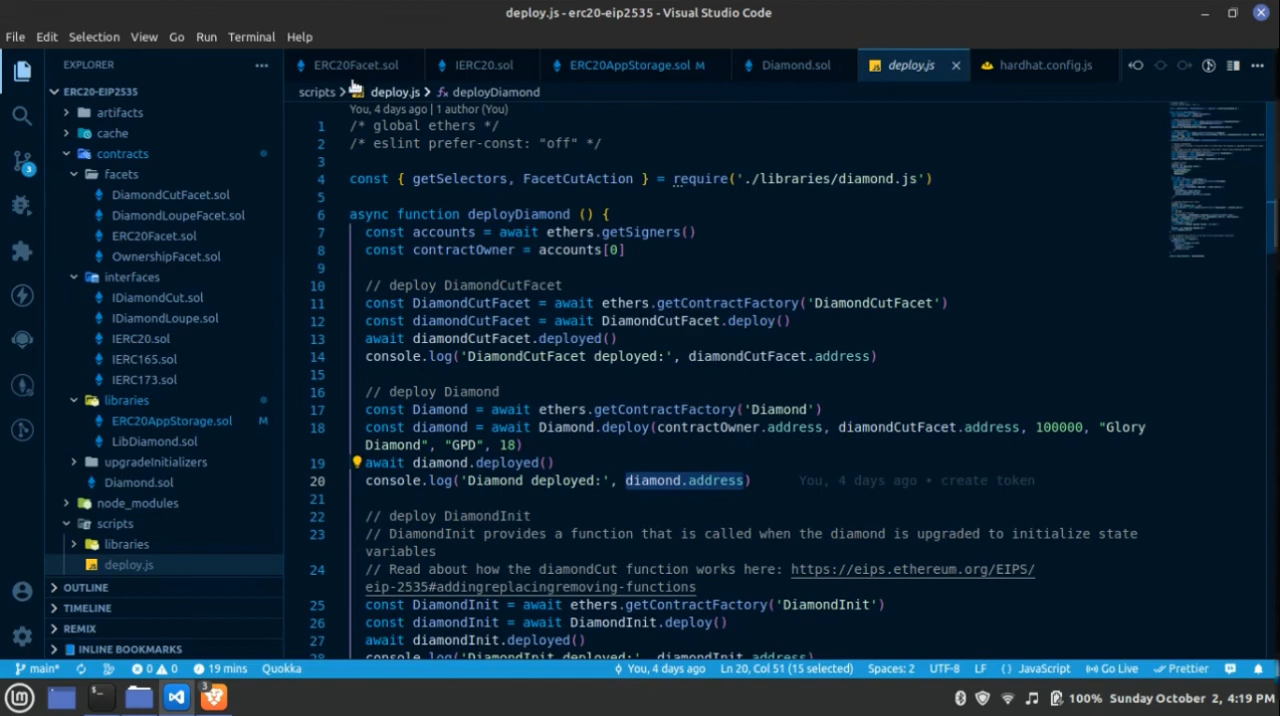 deploy.js - erc20-eip2535 - Visual Studio Code
File Edit Selection View Go Run Terminal Help
EXPLORER
ERC20-EIP2535
artifacts
cache
contracts
facets
DiamondCutFacet.sol
DiamondLoupeFacet.sol
ERC20Facet.sol
OwnershipFacet.sol
interfaces
IDiamondCut.sol
IDiamondLoupe.sol
IERC20.sol
IERC165.sol
IERC173.sol
libraries
ERC20AppStorage.sol M
LibDiamond.sol
upgradeInitializers
Diamond.sol
node_modules
scripts
libraries
deploy.js
OUTLINE
TIMELINE
REMIX
INLINE BOOKMARKS
3
ERC20Facet.sol IERC20.sol ERC20AppStorage.sol M Diamond.sol deploy.js hardhat.config.js
scripts deploy.js deployDiamond
You, 4 days ago | 1 author (You)
1 /* global ethers */
2 /* eslint prefer-const: "off" */
3
4 const { getSelectors, FacetCutAction } = require('./libraries/diamond.js')
5
6 async function deployDiamond () {
7 const accounts = await ethers.getSigners()
8 const contractOwner = accounts[0]
9
10 // deploy DiamondCutFacet
11 const DiamondCutFacet = await ethers.getContractFactory('DiamondCutFacet')
12 const diamondCutFacet = await DiamondCutFacet.deploy()
13 await diamondCutFacet.deployed()
14 console.log('DiamondCutFacet deployed:', diamondCutFacet.address)
15
16 // deploy Diamond
17 const Diamond = await ethers.getContractFactory('Diamond')
18 const diamond = await Diamond.deploy(contractOwner.address, diamondCutFacet.address, 100000, "Glory
Diamond", "GPD", 18)
19 await diamond.deployed()
20 console.log('Diamond deployed:', diamond.address) You, 4 days ago • create token
21
22 // deploy DiamondInit
23 // DiamondInit provides a function that is called when the diamond is upgraded to initialize state
variables
24 // Read about how the diamondCut function works here: https://eips.ethereum.org/EIPS/
eip-2535#addingreplacingremoving-functions
25 const DiamondInit = await ethers.getContractFactory('DiamondInit')
26 const diamondInit = await DiamondInit.deploy()
27 await diamondInit.deployed()
28 console.log('DiamondInit deployed:', diamondInit.address)
main* 0 0 19 mins Quokka You, 4 days ago Ln 20, Col 51 (15 selected) Spaces: 2 UTF-8 LF JavaScript Go Live Prettier
3 100% Sunday October 2, 4:19 PM